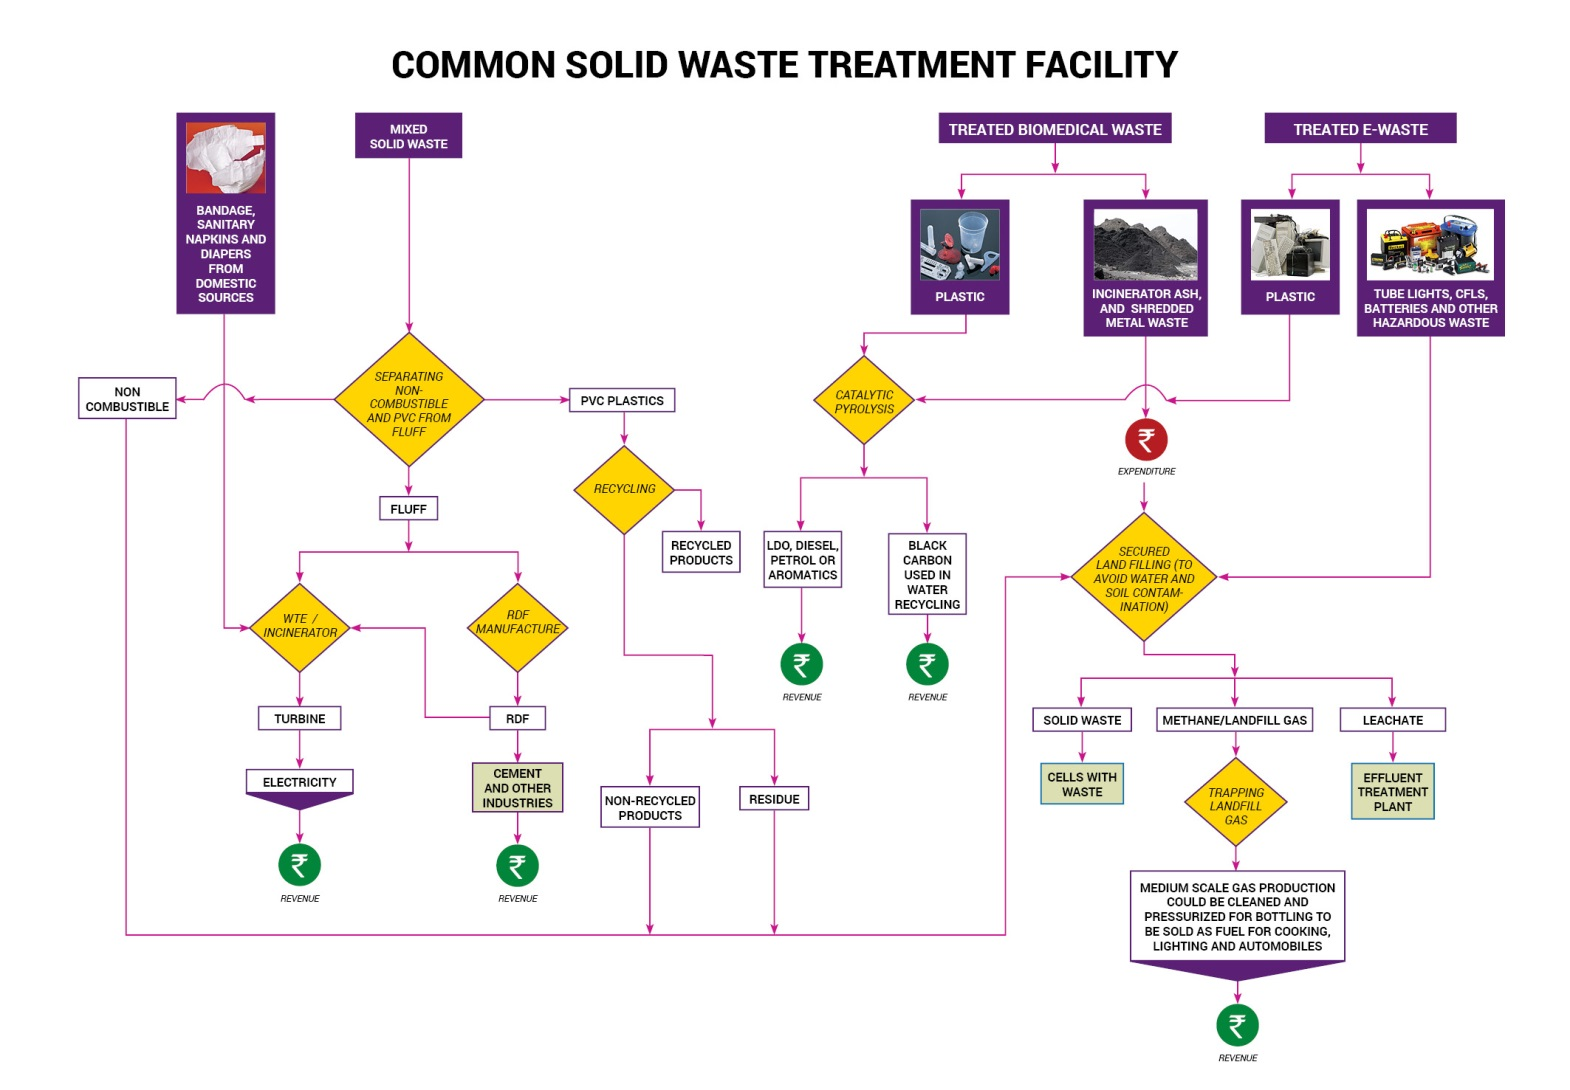 COMMON SOLID WASTE TREATMENT FACILITY
BANDAGE,
SANITARY
NAPKINS AND
DIAPERS
FROM
DOMESTIC
SOURCES
MIXED
SOLID WASTE
TREATED BIOMEDICAL WASTE
TREATED E-WASTE
PLASTIC
INCINERATOR ASH,
AND SHREDDED
METAL WASTE
PLASTIC
TUBE LIGHTS, CFLS,
BATTERIES AND OTHER
HAZARDOUS WASTE
NON
COMBUSTIBLE
SEPARATING
NON-
COMBUSTIBLE
AND PVC FROM
FLUFF
PVC PLASTICS
CATALYTIC
PYROLYSIS
₹
EXPENDITURE
FLUFF
RECYCLING
RECYCLED
PRODUCTS
LDO, DIESEL,
PETROL OR
AROMATICS
BLACK
CARBON
USED IN
WATER
RECYCLING
SECURED
LAND FILLING (TO
AVOID WATER AND
SOIL CONTAM-
INATION)
WTE /
INCINERATOR
RDF
MANUFACTURE
₹
REVENUE
₹
REVENUE
TURBINE
RDF
SOLID WASTE
METHANE/LANDFILL GAS
LEACHATE
ELECTRICITY
CEMENT
AND OTHER
INDUSTRIES
NON-RECYCLED
PRODUCTS
RESIDUE
CELLS WITH
WASTE
TRAPPING
LANDFILL
GAS
EFFLUENT
TREATMENT
PLANT
₹
REVENUE
₹
REVENUE
MEDIUM SCALE GAS PRODUCTION
COULD BE CLEANED AND
PRESSURIZED FOR BOTTLING TO
BE SOLD AS FUEL FOR COOKING,
LIGHTING AND AUTOMOBILES
₹
REVENUE